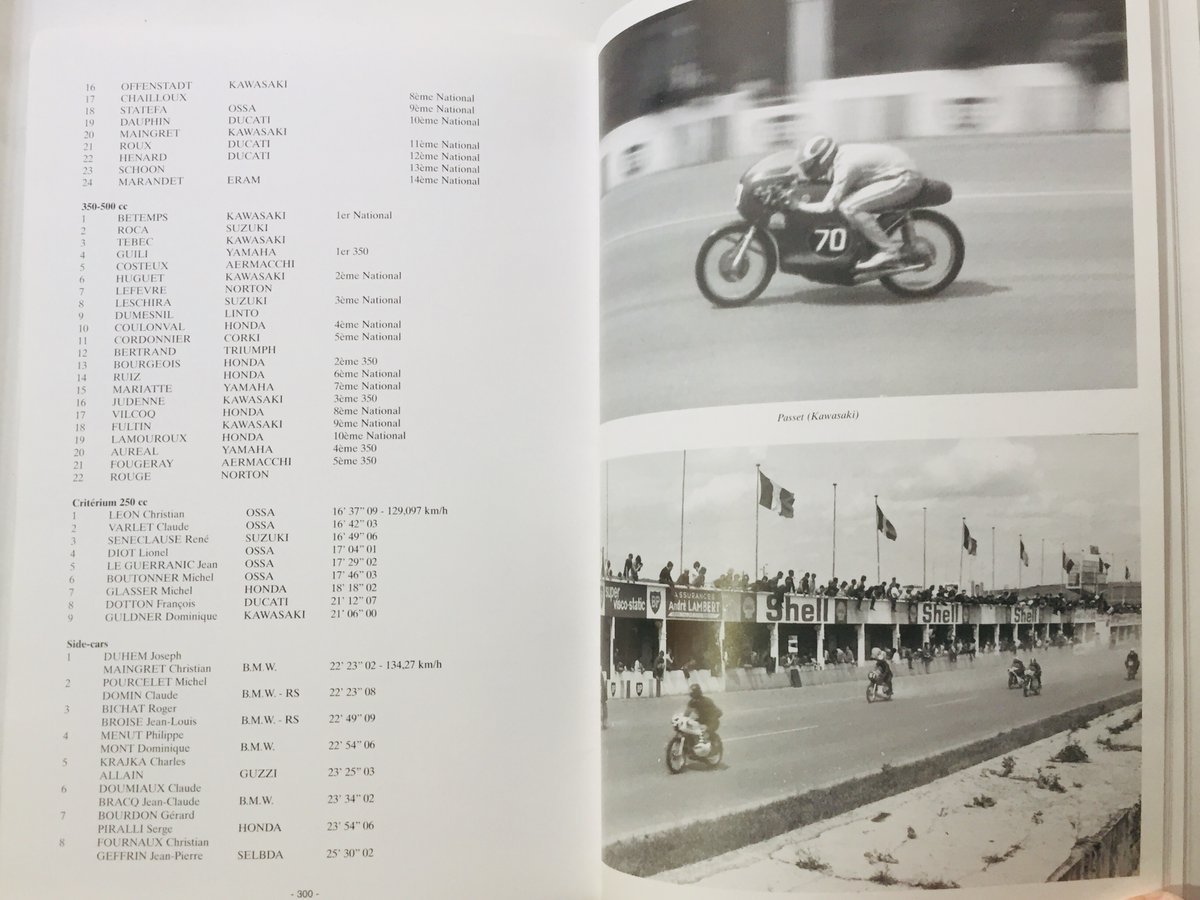 16 OFFENSTADT KAWASAKI
17 CHAILLOUX 8ème National
18 STATEFA OSSA 9ème National
19 DAUPHIN DUCATI 10ème National
20 MAINGRET KAWASAKI
21 ROUX DUCATI 11ème National
22 HENARD DUCATI 12ème National
23 SCHOON 13ème National
24 MARANDET ERAM 14ème National
350-500 cc
1 BETEMPS KAWASAKI 1er National
2 ROCA SUZUKI
3 TEBEC KAWASAKI
4 GUILI YAMAHA 1er 350
5 COSTEUX AERMACCHI
6 HUGUET KAWASAKI 2ème National
7 LEFEVRE NORTON
8 LESCHIRA SUZUKI 3ème National
9 DUMESNIL LINTO
10 COULONVAL HONDA 4ème National
11 CORDONNIER CORKI 5ème National
12 BERTRAND TRIUMPH
13 BOURGEOIS HONDA 2ème 350
14 RUIZ HONDA 6ème National
15 MARIATTE YAMAHA 7ème National
16 JUDENNE KAWASAKI 3ème 350
17 VILCOQ HONDA 8ème National
18 FULTIN KAWASAKI 9ème National
19 LAMOUROUX HONDA 10ème National
20 AUREAL YAMAHA 4ème 350
21 FOUGERAY AERMACCHI 5ème 350
22 ROUGE NORTON
Critérium 250 cc
1 LEON Christian OSSA 16' 37" 09 - 129,097 km/h
2 VARLET Claude OSSA 16' 42" 03
3 SENECLAUSE René SUZUKI 16' 49" 06
4 DIOT Lionel OSSA 17' 04" 01
5 LE GUERRANIC Jean OSSA 17' 29" 02
6 BOUTONNER Michel OSSA 17' 46" 03
7 GLASSER Michel HONDA 18' 18" 02
8 DOTTON François DUCATI 21' 12" 07
9 GULDNER Dominique KAWASAKI 21' 06" 00
Side-cars
1 DUHEM Joseph
MAINGRET Christian B.M.W. 22' 23" 02 - 134,27 km/h
2 POURCELET Michel
DOMIN Claude B.M.W. - RS 22' 23" 08
3 BICHAT Roger
BROISE Jean-Louis B.M.W. - RS 22' 49" 09
4 MENUT Philippe
MONT Dominique B.M.W. 22' 54" 06
5 KRAJKA Charles
ALLAIN GUZZI 23' 25" 03
6 DOUMIAUX Claude
BRACQ Jean-Claude B.M.W. 23' 34" 02
7 BOURDON Gérard
PIRALLI Serge HONDA 23' 54" 06
8 FOURNAUX Christian
GEFFRIN Jean-Pierre SELBDA 25' 30" 02
- 300 -
70
Passet (Kawasaki)
super visco-static BP
ASSURANCES
André LAMBERT
Shell
Shell
Shell